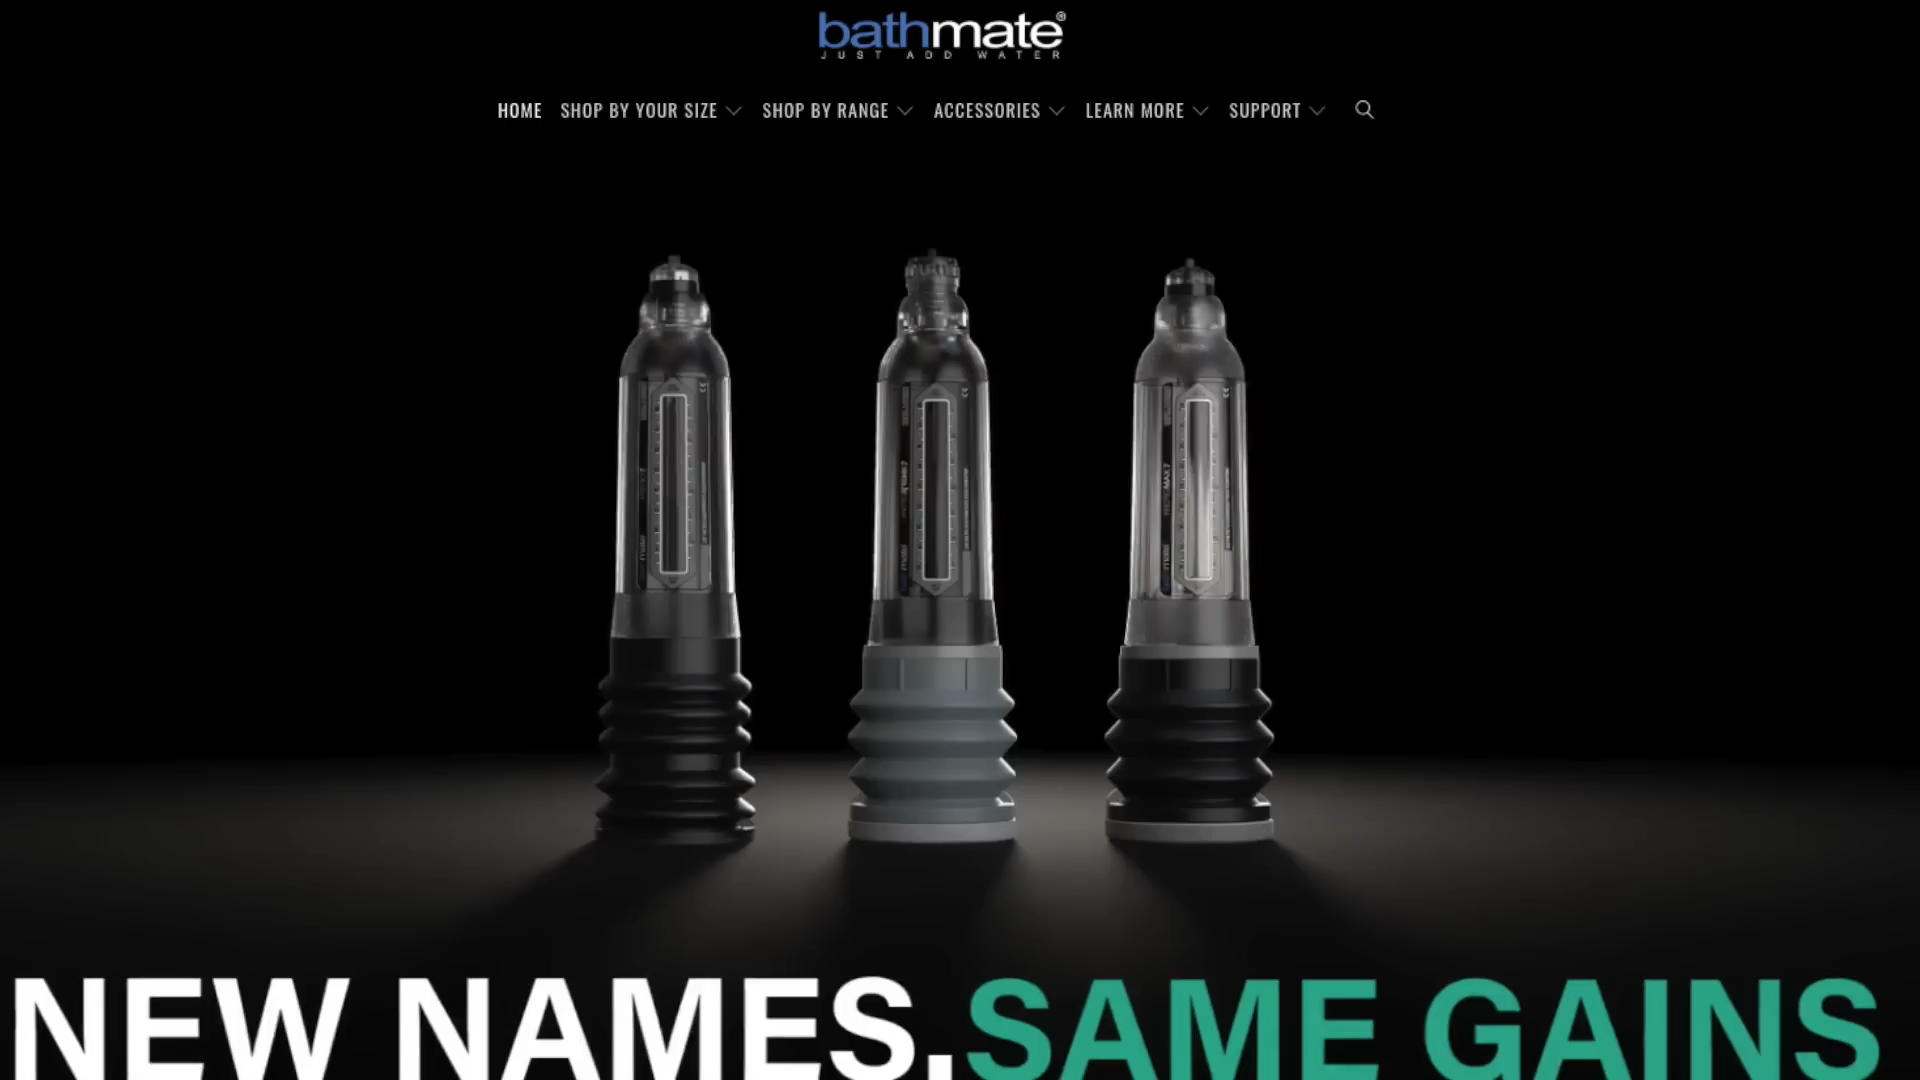 bathmate®
JUST ADD WATER
HOME SHOP BY YOUR SIZE SHOP BY RANGE ACCESSORIES LEARN MORE SUPPORT
NEW NAMES. SAME GAINS